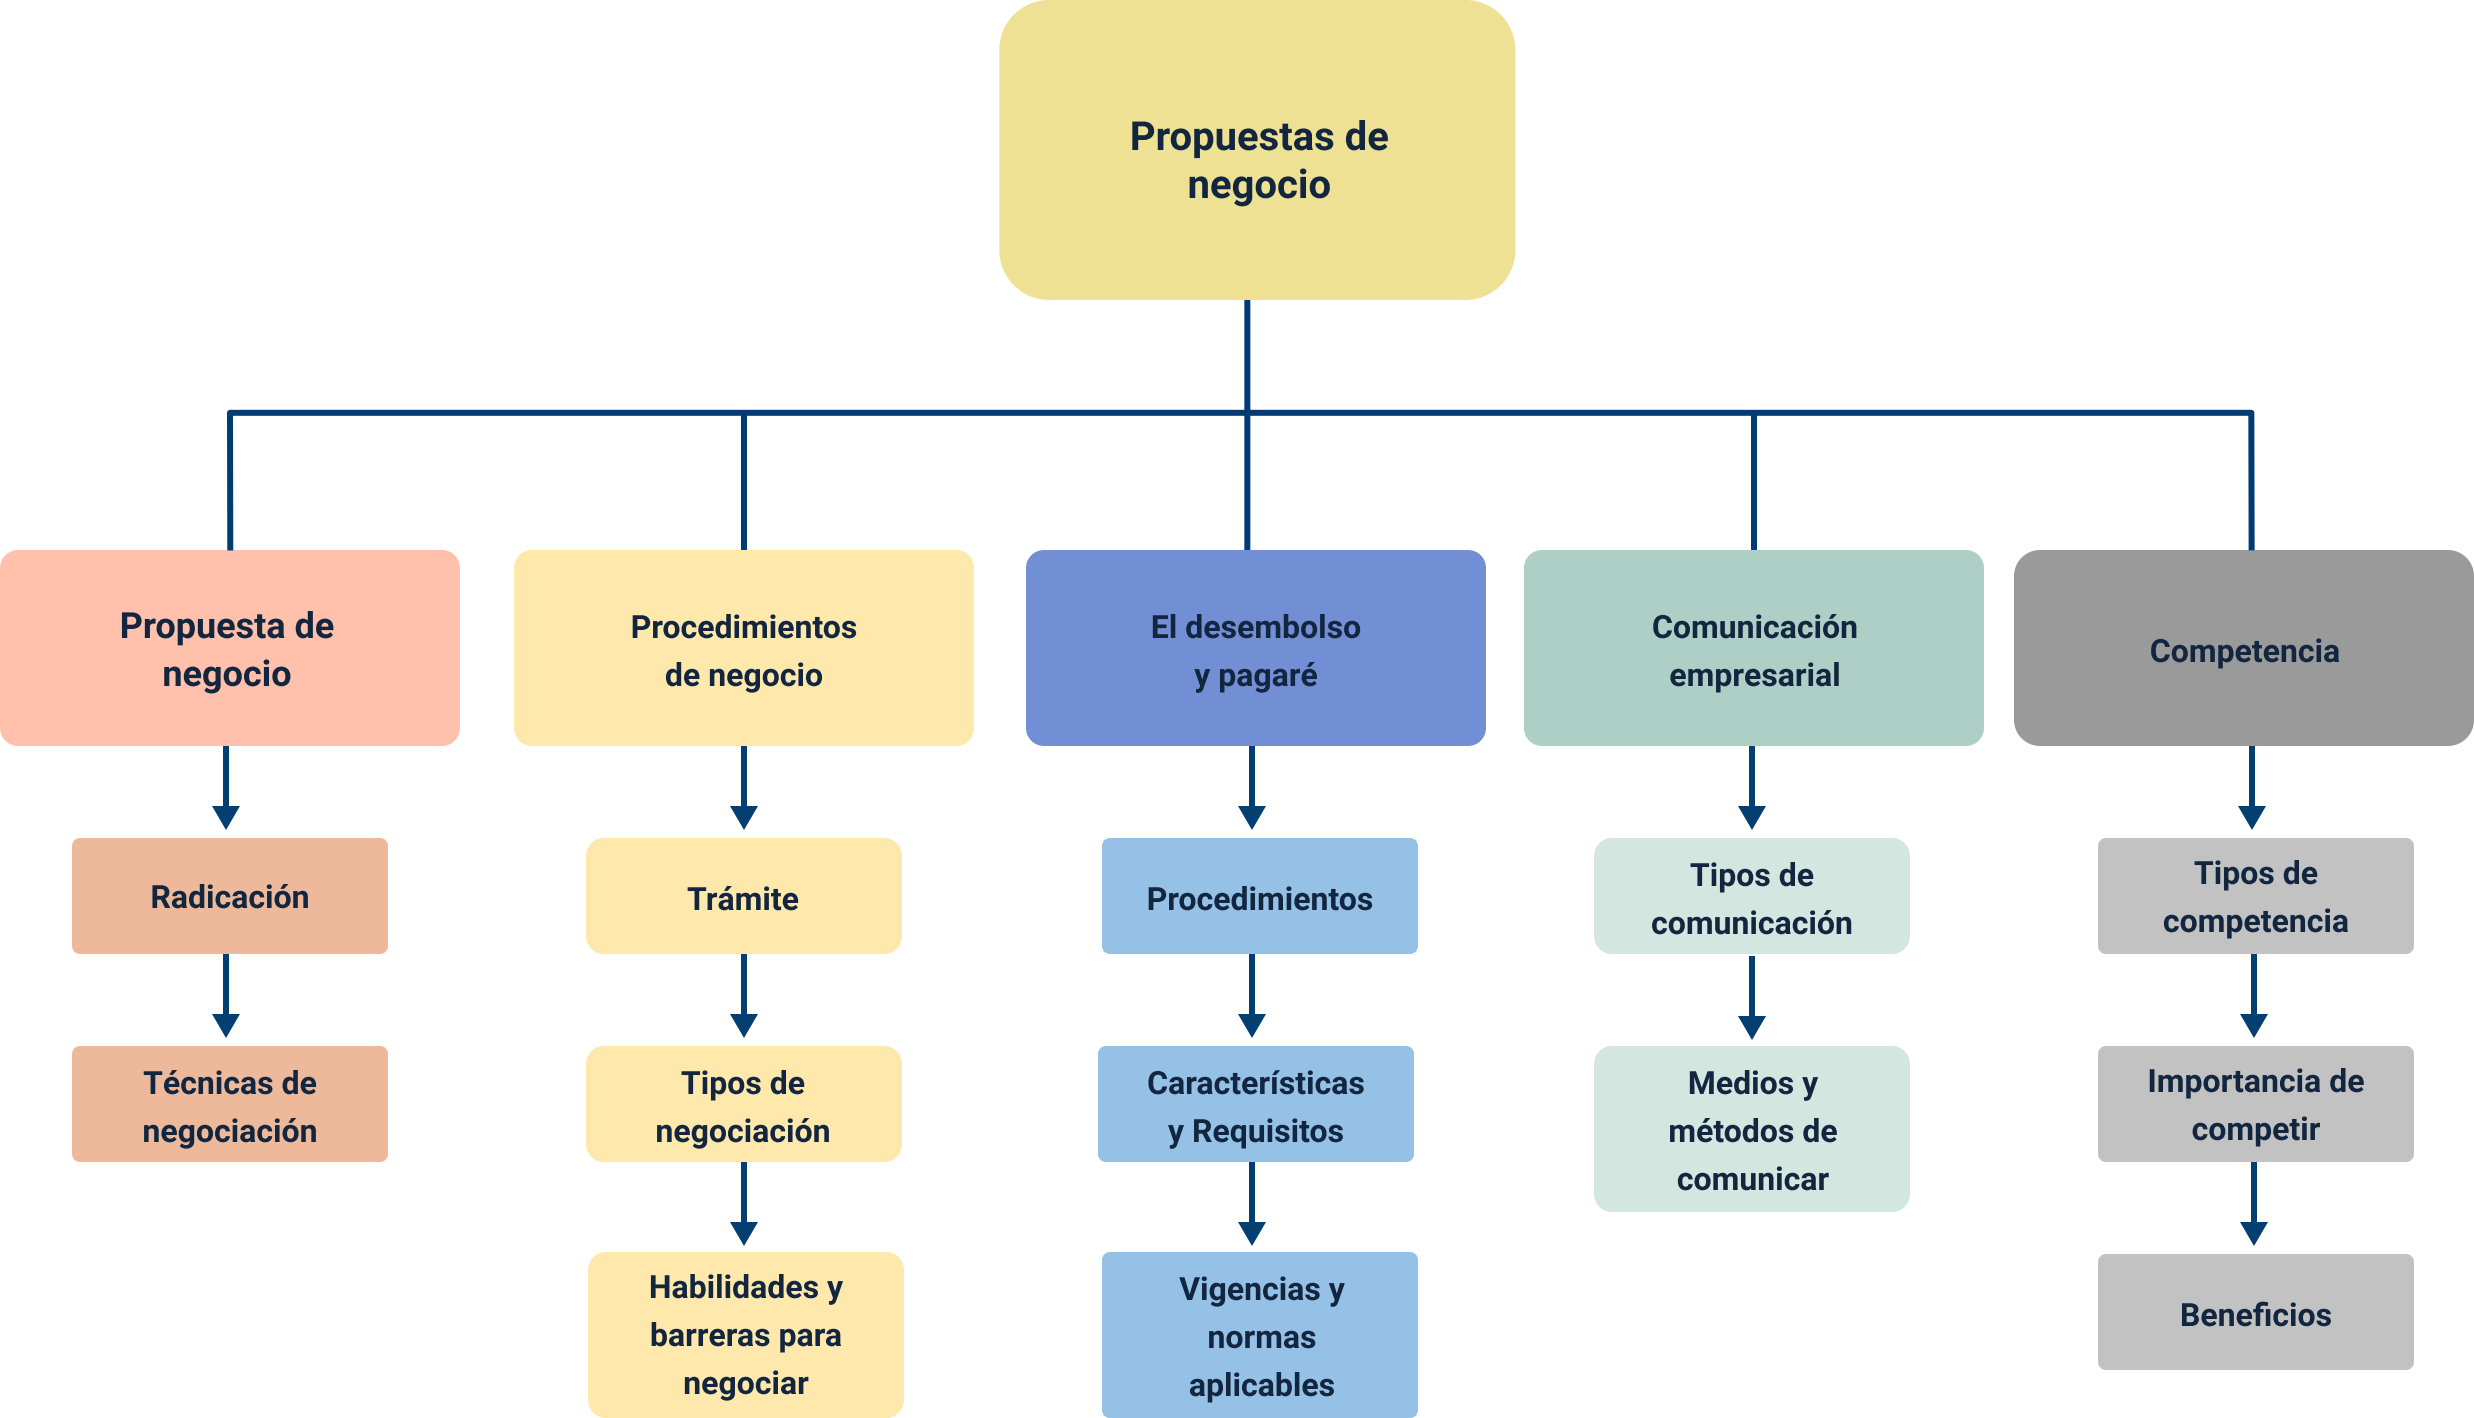 Propuestas de
negocio
Propuesta de
negocio
Procedimientos
de negocio
El desembolso
y pagaré
Comunicación
empresarial
Competencia
Radicación
Trámite
Procedimientos
Tipos de
comunicación
Tipos de
competencia
Técnicas de
negociación
Tipos de
negociación
Características
y Requisitos
Medios y
métodos de
comunicar
Importancia de
competir
Habilidades y
barreras para
negociar
Vigencias y
normas
aplicables
Beneficios